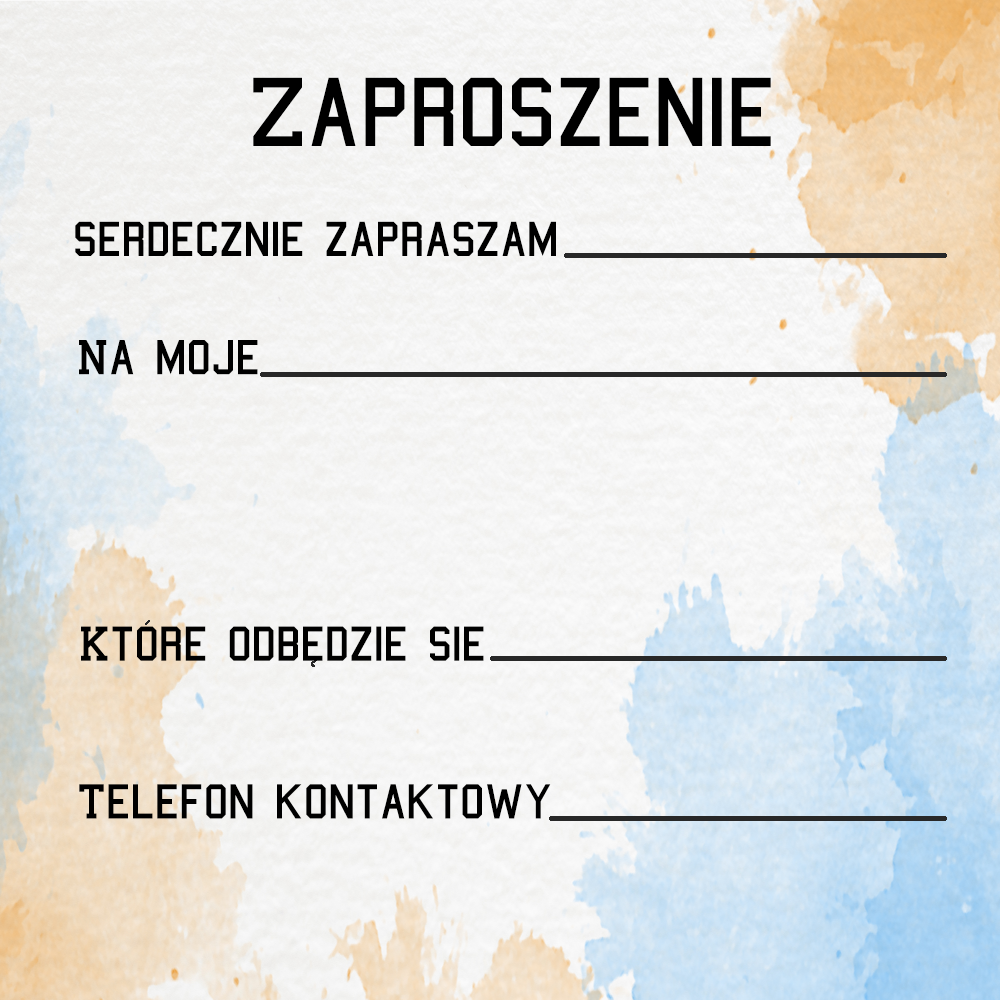 ZAPROSZENIE
SERDECZNIE ZAPRASZAM
NA MOJE
KTÓRE ODBĘDZIE SIE
TELEFON KONTAKTOWY